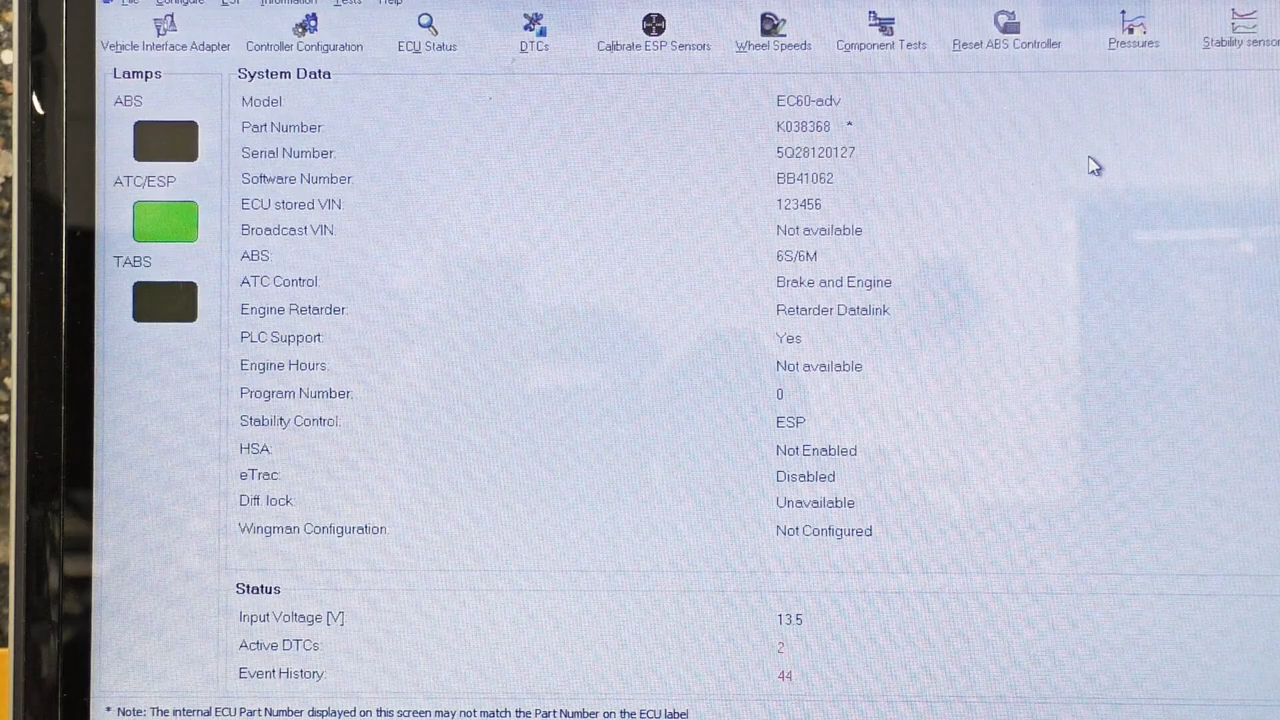 File Configure ESP Information Tests Help
Vehicle Interface Adapter Controller Configuration ECU Status DTCs Calibrate ESP Sensors Wheel Speeds Component Tests Reset ABS Controller Pressures Stability sensor
Lamps
ABS
ATC/ESP
TABS
System Data
Model EC60-adv
Part Number: K038368 *
Serial Number: 5Q28120127
Software Number: BB41062
ECU stored VIN: 123456
Broadcast VIN: Not available
ABS: 6S/6M
ATC Control: Brake and Engine
Engine Retarder: Retarder Datalink
PLC Support: Yes
Engine Hours: Not available
Program Number: 0
Stability Control: ESP
HSA: Not Enabled
eTrac: Disabled
Diff. lock: Unavailable
Wingman Configuration: Not Configured
Status
Input Voltage [V]: 13.5
Active DTCs: 2
Event History: 44
* Note: The internal ECU Part Number displayed on this screen may not match the Part Number on the ECU label